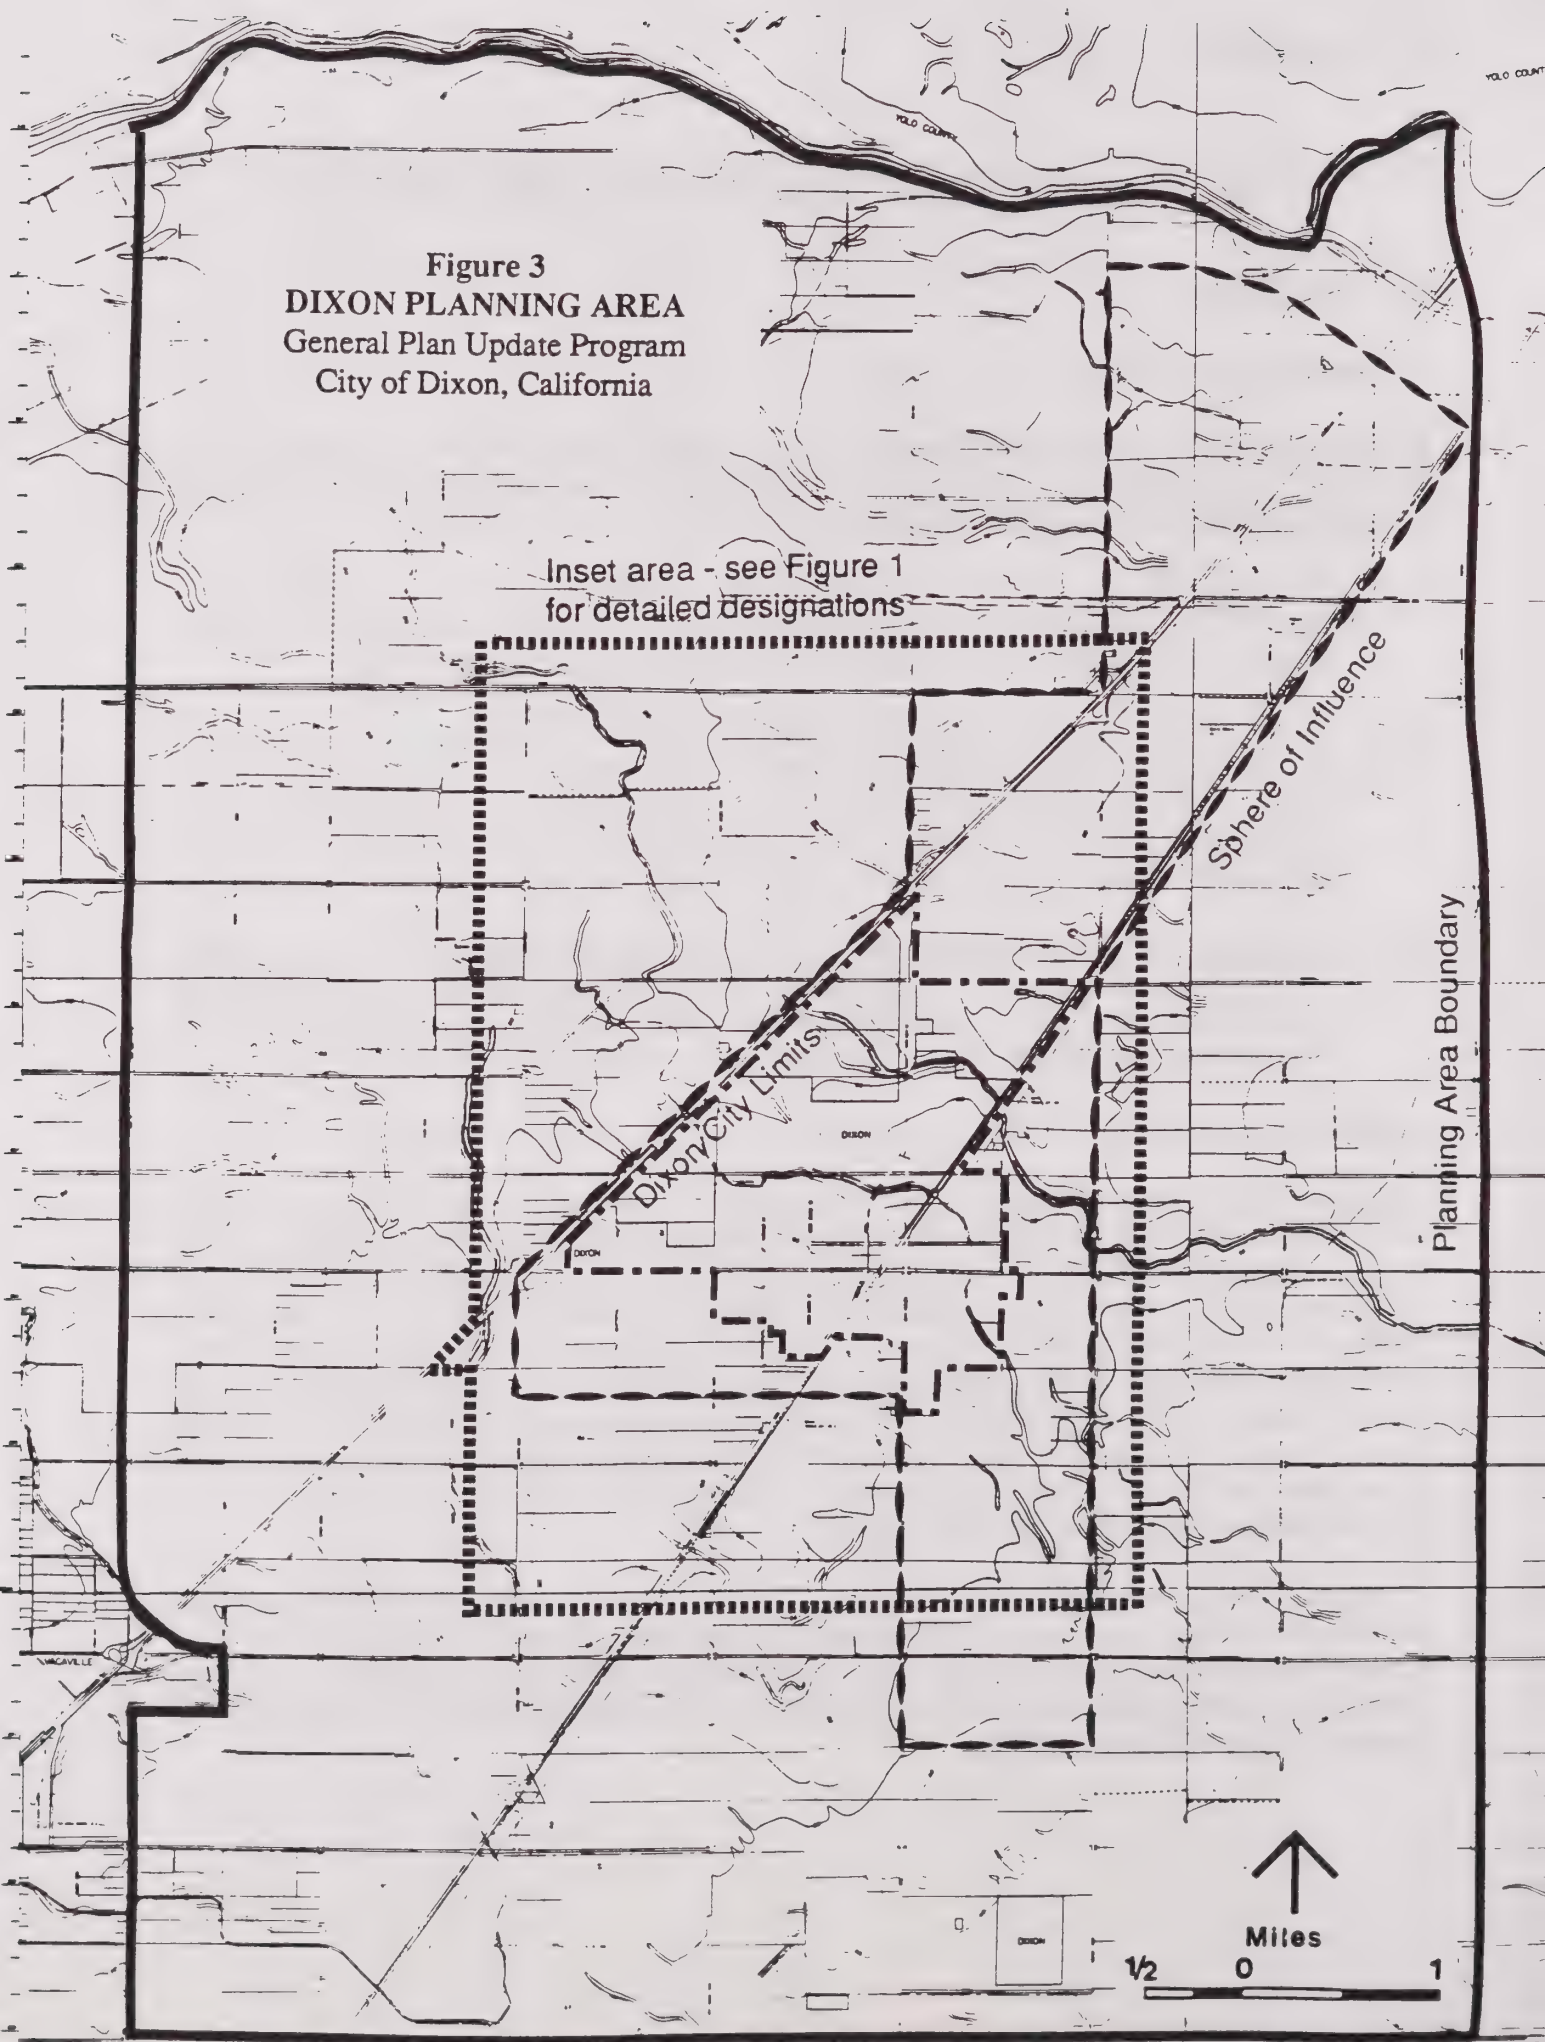 YOLO COUNT
YOLO COUNTY
Figure 3
DIXON PLANNING AREA
General Plan Update Program
City of Dixon, California
Inset area - see Figure 1
for detailed designations
Sphere of Influence
Planning Area Boundary
Dixon City Limits
DIXON
DIXON
VACAVILLE
DIXON
Miles
1/2 0 1